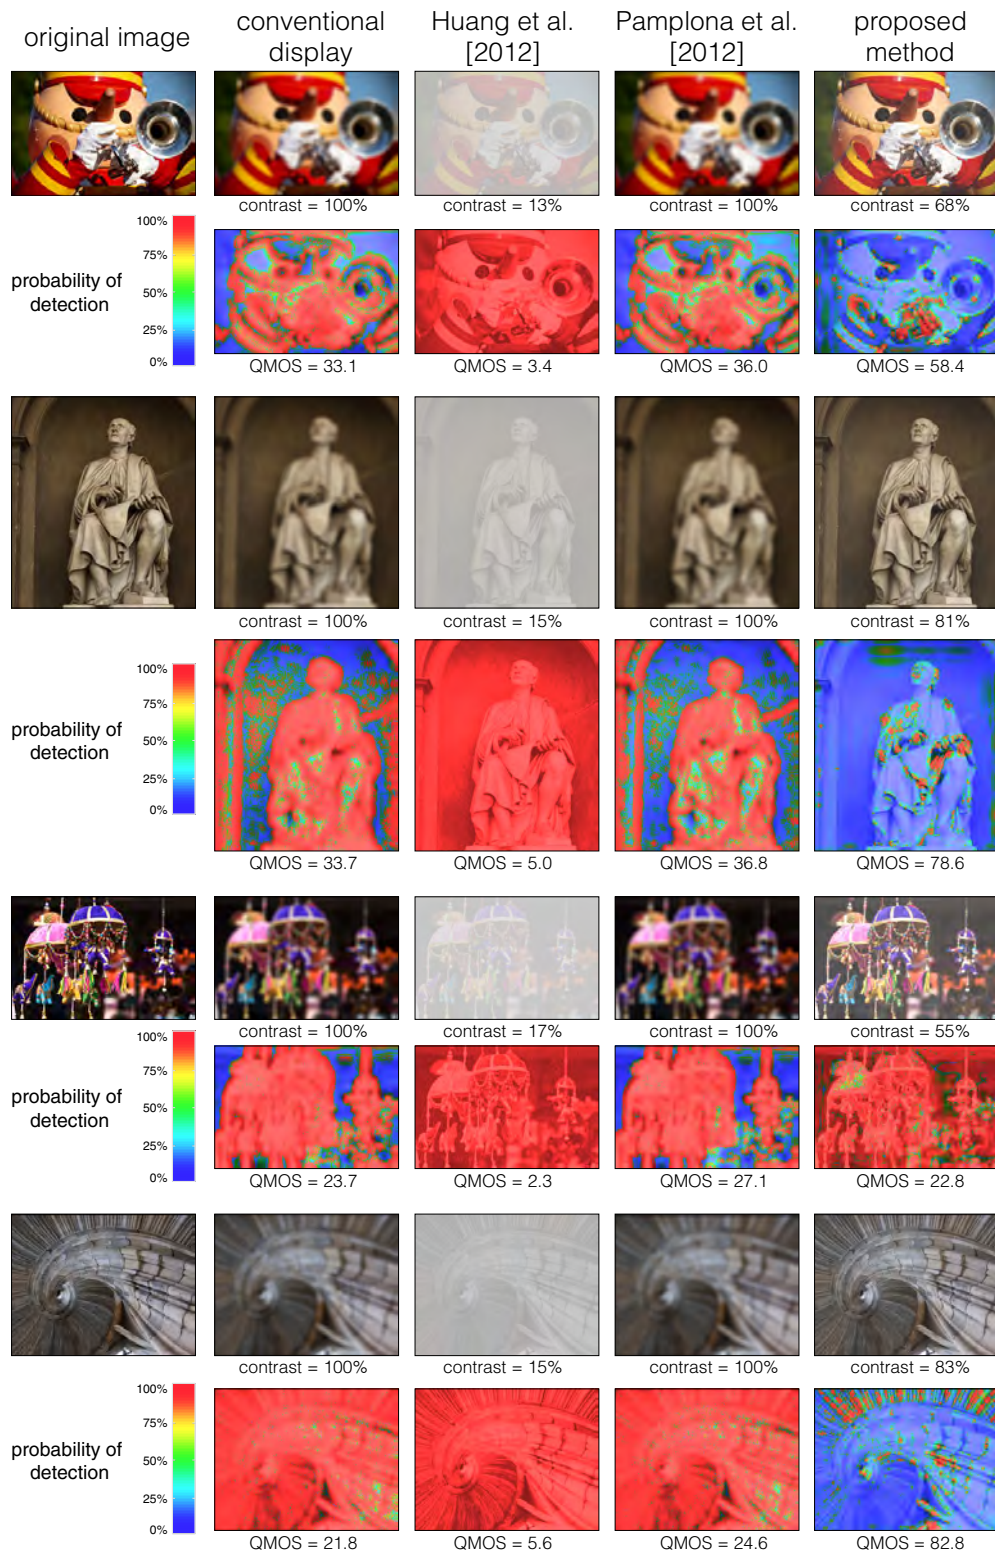 original image
conventional display
Huang et al. [2012]
Pamplona et al. [2012]
proposed method
contrast = 100%
contrast = 13%
contrast = 100%
contrast = 68%
probability of detection
100%
75%
50%
25%
0%
QMOS = 33.1
QMOS = 3.4
QMOS = 36.0
QMOS = 58.4
contrast = 100%
contrast = 15%
contrast = 100%
contrast = 81%
probability of detection
100%
75%
50%
25%
0%
QMOS = 33.7
QMOS = 5.0
QMOS = 36.8
QMOS = 78.6
contrast = 100%
contrast = 17%
contrast = 100%
contrast = 55%
probability of detection
100%
75%
50%
25%
0%
QMOS = 23.7
QMOS = 2.3
QMOS = 27.1
QMOS = 22.8
contrast = 100%
contrast = 15%
contrast = 100%
contrast = 83%
probability of detection
100%
75%
50%
25%
0%
QMOS = 21.8
QMOS = 5.6
QMOS = 24.6
QMOS = 82.8